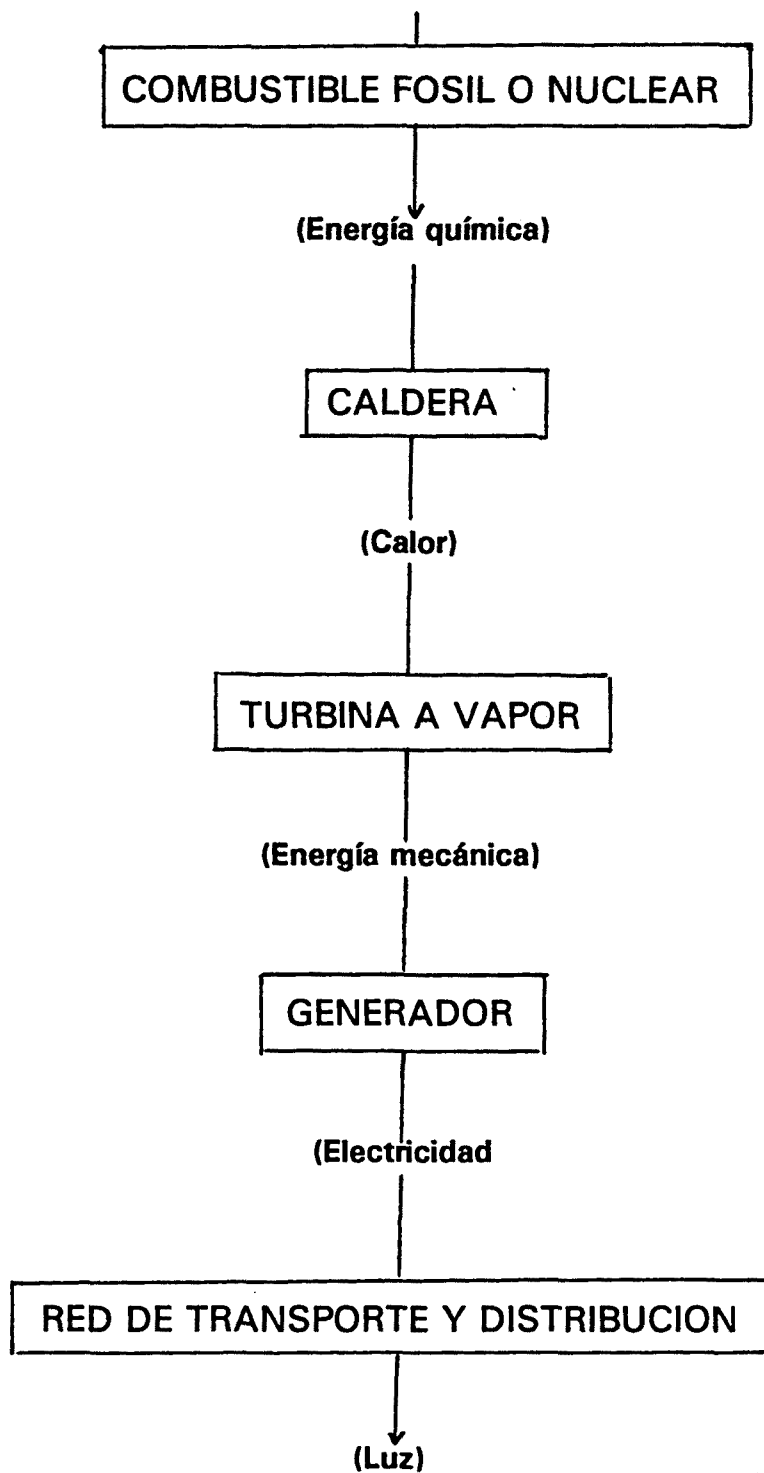 COMBUSTIBLE FOSIL O NUCLEAR
(Energía química)
CALDERA
(Calor)
TURBINA A VAPOR
(Energía mecánica)
GENERADOR
(Electricidad
RED DE TRANSPORTE Y DISTRIBUCION
(Luz)